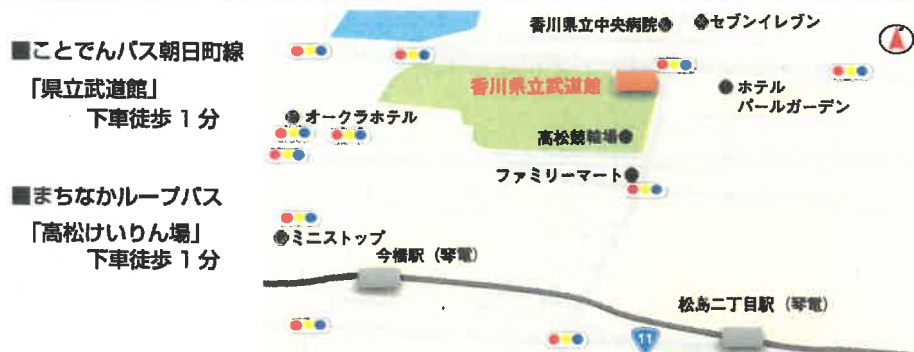 ■ことでんバス朝日町線
「県立武道館」
下車徒歩 1 分
■まちなかループバス
「高松けいりん場」
下車徒歩 1 分
香川県立中央病院
セブンイレブン
香川県立武道館
ホテル
パールガーデン
オークラホテル
高松競輪場
ファミリーマート
ミニストップ
今橋駅（琴電）
松島二丁目駅（琴電）
11